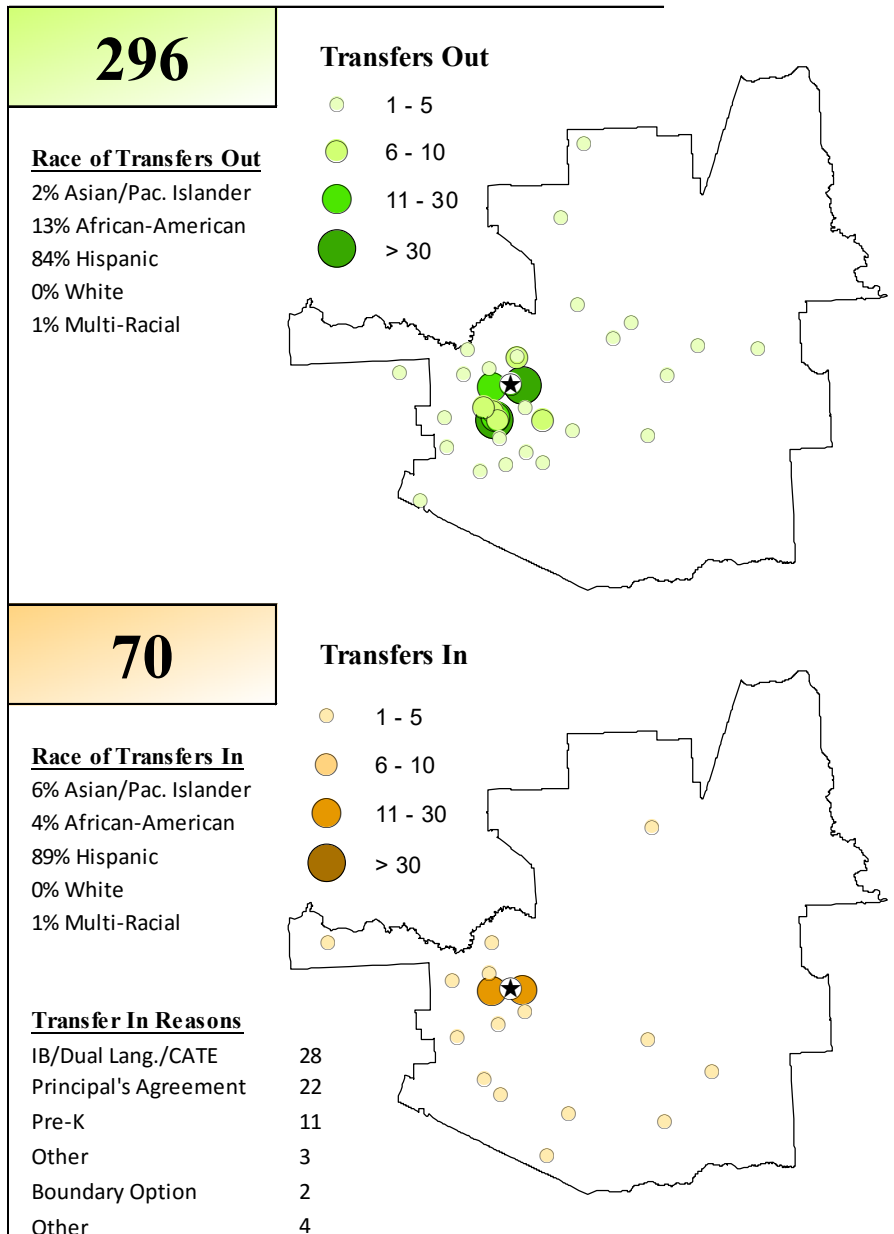 296
Transfers Out
1 - 5
6 - 10
11 - 30
> 30
Race of Transfers Out
2% Asian/Pac. Islander
13% African-American
84% Hispanic
0% White
1% Multi-Racial
70
Transfers In
1 - 5
6 - 10
11 - 30
> 30
Race of Transfers In
6% Asian/Pac. Islander
4% African-American
89% Hispanic
0% White
1% Multi-Racial
Transfer In Reasons
IB/Dual Lang./CATE 28
Principal's Agreement 22
Pre-K 11
Other 3
Boundary Option 2
Other 4